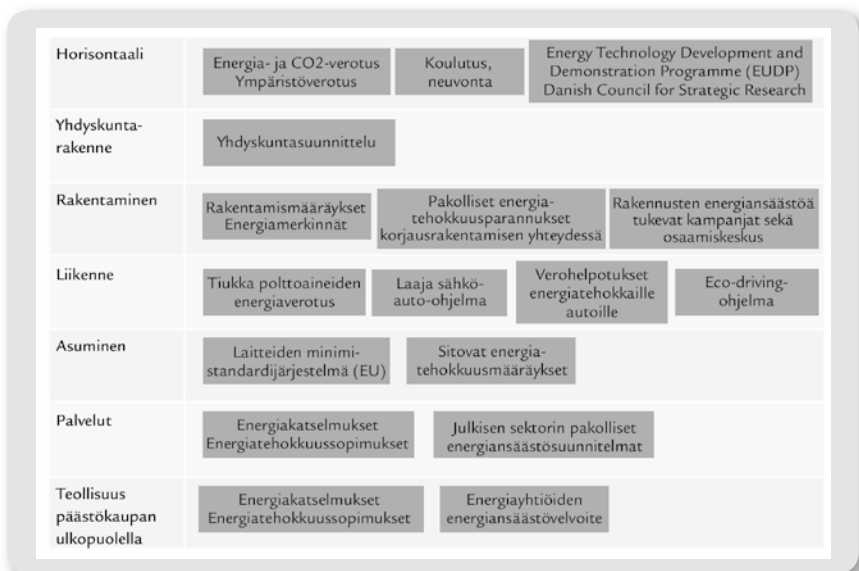 Horisontaali
Energia- ja CO2-verotus
Ympäristöverotus
Koulutus,
neuvonta
Energy Technology Development and
Demonstration Programme (EUDP)
Danish Council for Strategic Research
Yhdyskunta-
rakenne
Yhdyskuntasuunnittelu
Rakentaminen
Rakentamismääräykset
Energiamerkinnät
Pakolliset energia-
tehokkuusparannukset
korjausrakentamisen yhteydessä
Rakennusten energiansäästöä
tukevat kampanjat sekä
osaamiskeskus
Liikenne
Tiukka polttoaineiden
energiaverotus
Laaja sähkö-
auto-ohjelma
Verohelpotukset
energiatehokkaille
autoille
Eco-driving-
ohjelma
Asuminen
Laitteiden minimi-
standardijärjestelmä (EU)
Sitovat energia-
tehokkuusmääräykset
Palvelut
Energiakatselmukset
Energiatehokkuussopimukset
Julkisen sektorin pakolliset
energiansäästösuunnitelmat
Teollisuus
päästökaupan
ulkopuolella
Energiakatselmukset
Energiatehokkuussopimukset
Energiayhtiöiden
energiansäästövelvoite